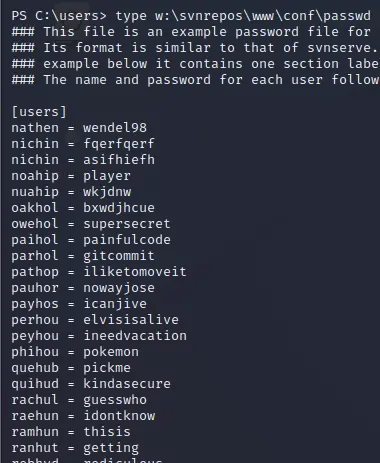 PS C:\users> type w:\svnrepos\www\conf\passwd
### This file is an example password file for
### Its format is similar to that of svnserve.
### example below it contains one section labe
### The name and password for each user follow
[users]
nathen = wendel98
nichin = fqerfqerf
nichin = asifhiefh
noahip = player
nuahip = wkjdnw
oakhol = bxwdjhcue
owehol = supersecret
paihol = painfulcode
parhol = gitcommit
pathop = iliketomoveit
pauhor = nowayjose
payhos = icanjive
perhou = elvisisalive
peyhou = ineedvacation
phihou = pokemon
quehub = pickme
quihud = kindasecure
rachul = guesswho
raehun = idontknow
ramhun = thisis
ranhut = getting
rebhyd = rediculous